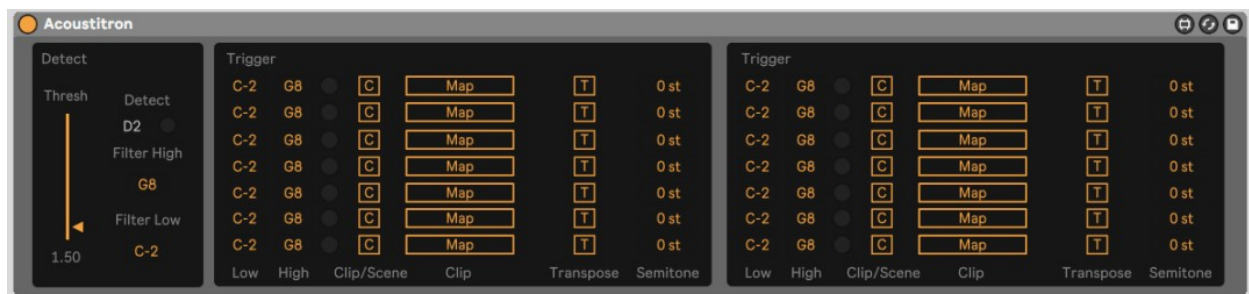 Acoustitron
Detect
Thresh
Detect
D2
Filter High
G8
Filter Low
C-2
1.50
Trigger
C-2 G8 C Map T 0 st
C-2 G8 C Map T 0 st
C-2 G8 C Map T 0 st
C-2 G8 C Map T 0 st
C-2 G8 C Map T 0 st
C-2 G8 C Map T 0 st
C-2 G8 C Map T 0 st
Low High Clip/Scene Clip Transpose Semitone
Trigger
C-2 G8 C Map T 0 st
C-2 G8 C Map T 0 st
C-2 G8 C Map T 0 st
C-2 G8 C Map T 0 st
C-2 G8 C Map T 0 st
C-2 G8 C Map T 0 st
C-2 G8 C Map T 0 st
Low High Clip/Scene Clip Transpose Semitone